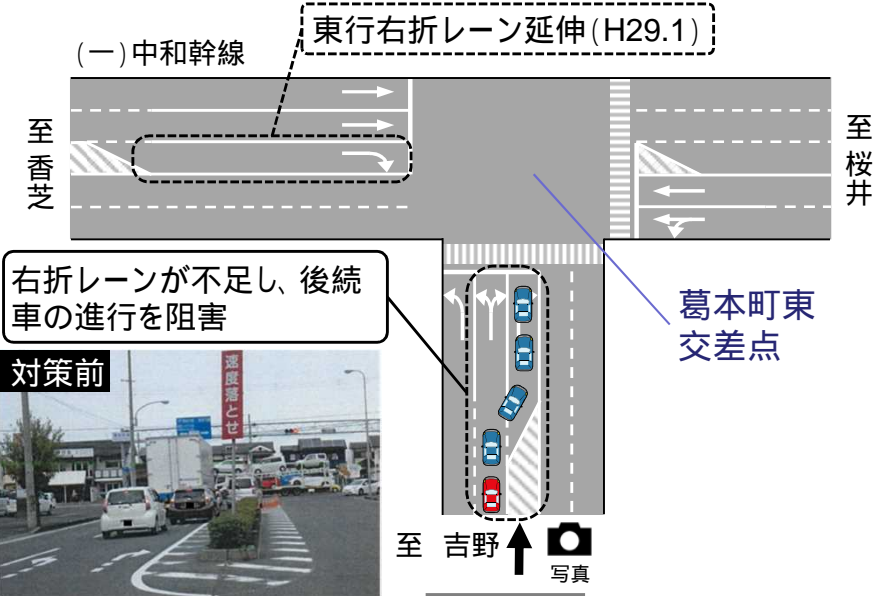 東行右折レーン延伸(H29.1)
(一)中和幹線
至 香芝
至 桜井
右折レーンが不足し、後続
車の進行を阻害
葛本町東
交差点
対策前
速度落とせ
至 吉野
写真